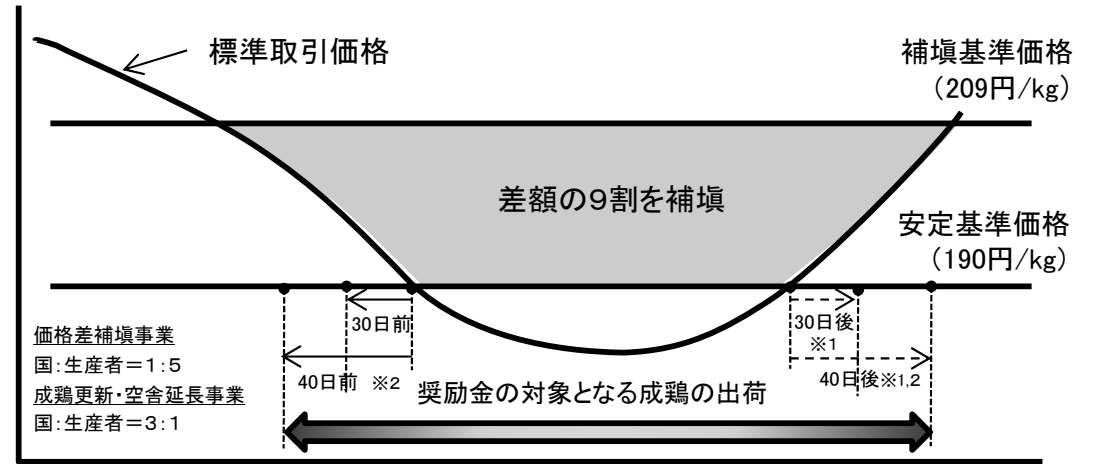 標準取引価格
補塡基準価格
(209円/kg)
差額の9割を補塡
安定基準価格
(190円/kg)
30日前
30日後
※1
40日前 ※2
40日後※1,2
価格差補塡事業
国:生産者=1:5
成鶏更新・空舎延長事業
国:生産者=3:1
奨励金の対象となる成鶏の出荷